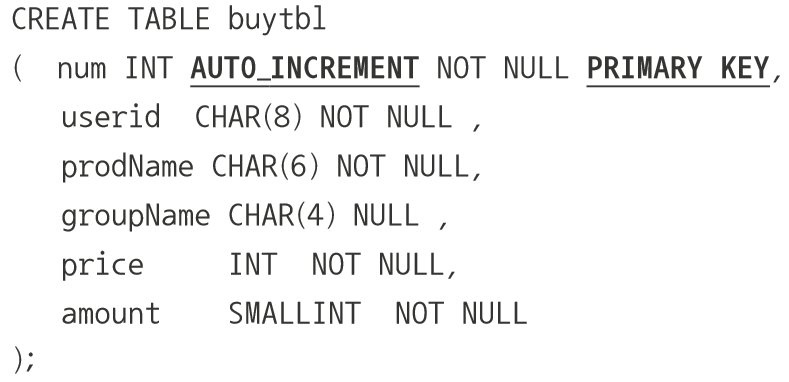 CREATE TABLE buytbl
( num INT AUTO_INCREMENT NOT NULL PRIMARY KEY,
userid CHAR(8) NOT NULL ,
prodName CHAR(6) NOT NULL,
groupName CHAR(4) NULL ,
price INT NOT NULL,
amount SMALLINT NOT NULL
);